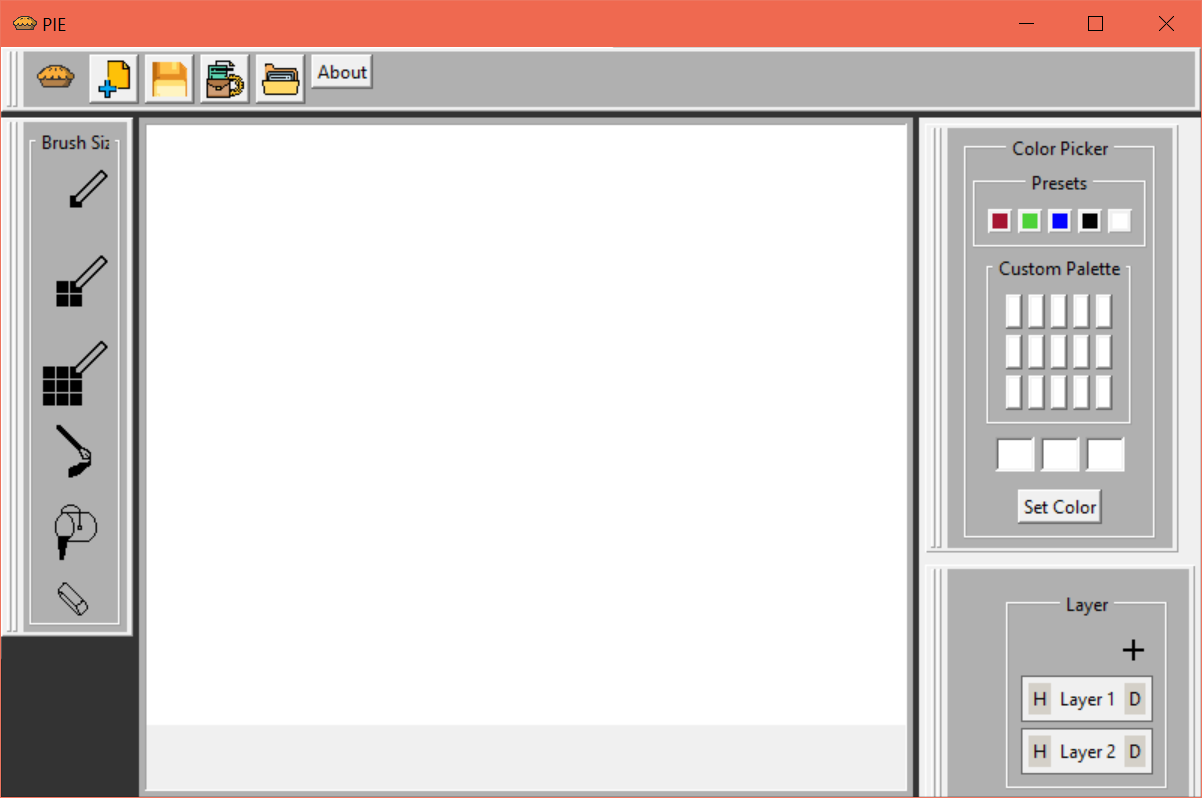 PIE
About
Brush Siz
Color Picker
Presets
Custom Palette
Set Color
Layer
+
H Layer 1 D
H Layer 2 D